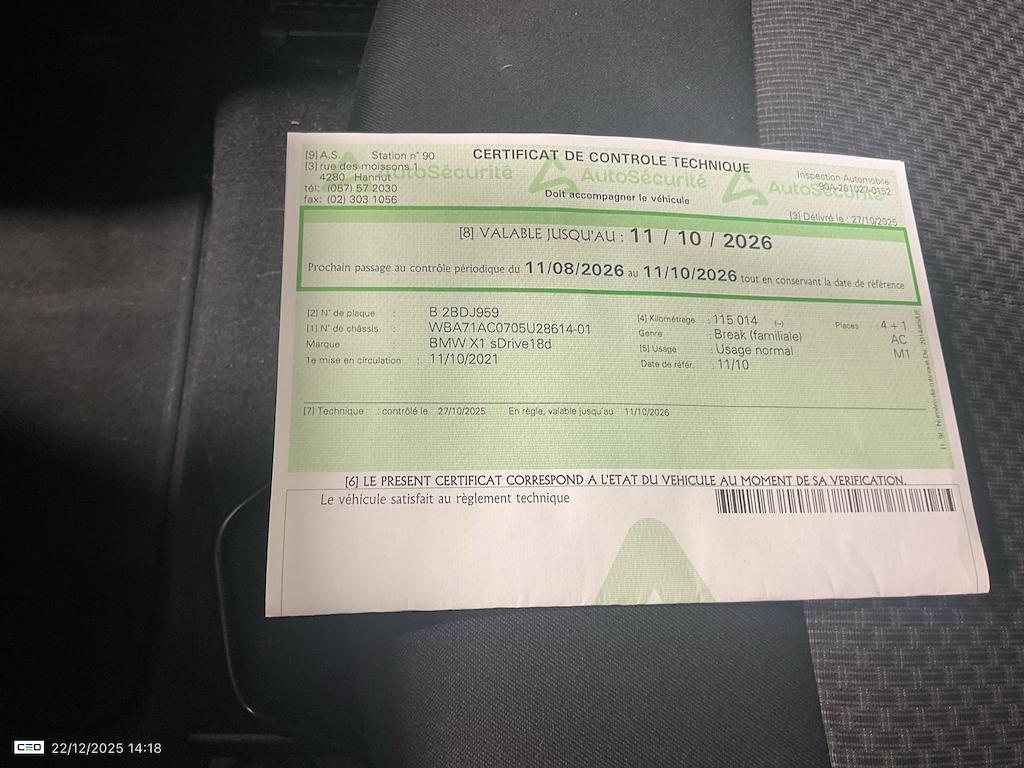 [9] A.S. Station n° 90
[3] rue des moissons 1
4280 Hannut
tél: (087) 57 2030
fax: (02) 303 1056
CERTIFICAT DE CONTROLE TECHNIQUE
AutoSécurité AutoSécurité AutoSécurité
Doit accompagner le véhicule
Inspection Automobile
90A-251027-0152
[3] Délivré le : 27/10/2025
[8] VALABLE JUSQU'AU : 11 / 10 / 2026
Prochain passage au contrôle périodique du 11/08/2026 au 11/10/2026 tout en conservant la date de référence
[2] N° de plaque : B 2BDJ959
[1] N° de châssis : WBA71AC0705U28614-01
Marque BMW X1 sDrive18d
1e mise en circulation : 11/10/2021
[4] Kilométrage : 115 014 (--)
Genre : Break (familiale)
[5] Usage : Usage normal
Date de référ. : 11/10
Places : 4 + 1
AC
M1
[7] Technique : contrôlé le 27/10/2025 En règle, valable jusqu'au 11/10/2026
[6] LE PRESENT CERTIFICAT CORRESPOND A L'ETAT DU VEHICULE AU MOMENT DE SA VERIFICATION.
Le véhicule satisfait au règlement technique
22/12/2025 14:18